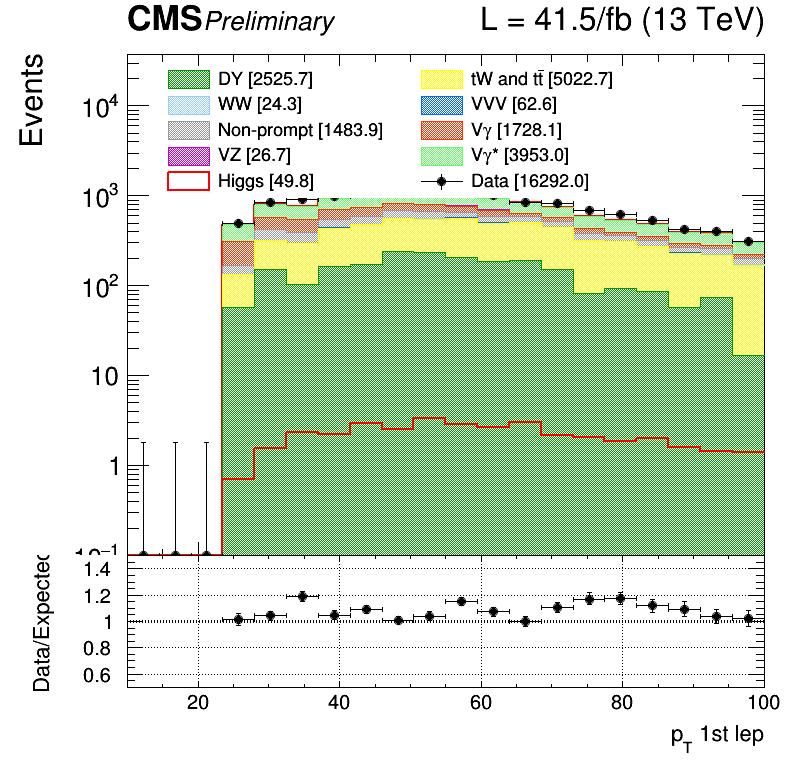 CMS Preliminary L = 41.5/fb (13 TeV)
Events
DY [2525.7] tW and tt̄ [5022.7]
WW [24.3] VVV [62.6]
Non-prompt [1483.9] Vγ [1728.1]
VZ [26.7] Vγ* [3953.0]
Higgs [49.8] Data [16292.0]
10⁴
10³
10²
10
1
10⁻¹
Data/Expected
1.4
1.2
1
0.8
0.6
20 40 60 80 100
p_T 1st lep